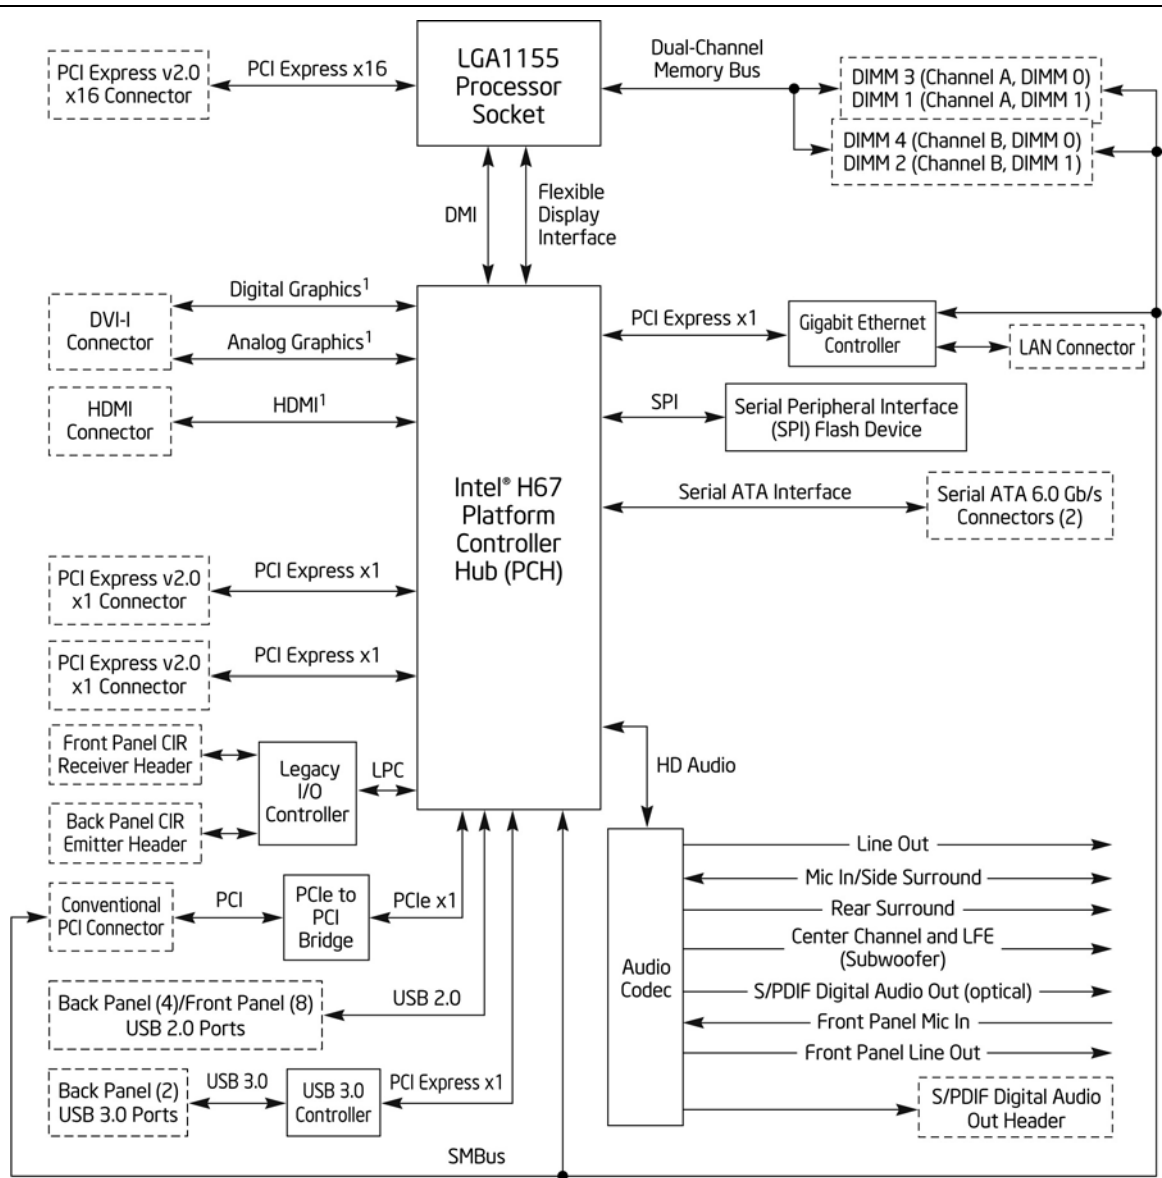 PCI Express v2.0
x16 Connector
PCI Express x16
LGA1155
Processor
Socket
Dual-Channel
Memory Bus
DIMM 3 (Channel A, DIMM 0)
DIMM 1 (Channel A, DIMM 1)
DIMM 4 (Channel B, DIMM 0)
DIMM 2 (Channel B, DIMM 1)
DMI
Flexible
Display
Interface
DVI-I
Connector
Digital Graphics¹
Analog Graphics¹
HDMI
Connector
HDMI¹
Intel® H67
Platform
Controller
Hub (PCH)
PCI Express x1
Gigabit Ethernet
Controller
LAN Connector
SPI
Serial Peripheral Interface
(SPI) Flash Device
Serial ATA Interface
Serial ATA 6.0 Gb/s
Connectors (2)
PCI Express v2.0
x1 Connector
PCI Express x1
PCI Express v2.0
x1 Connector
PCI Express x1
Front Panel CIR
Receiver Header
Back Panel CIR
Emitter Header
Legacy
I/O
Controller
LPC
HD Audio
Conventional
PCI Connector
PCI
PCIe to
PCI
Bridge
PCIe x1
Back Panel (4)/Front Panel (8)
USB 2.0 Ports
USB 2.0
Back Panel (2)
USB 3.0 Ports
USB 3.0
USB 3.0
Controller
PCI Express x1
Audio
Codec
Line Out
Mic In/Side Surround
Rear Surround
Center Channel and LFE
(Subwoofer)
S/PDIF Digital Audio Out (optical)
Front Panel Mic In
Front Panel Line Out
S/PDIF Digital Audio
Out Header
SMBus